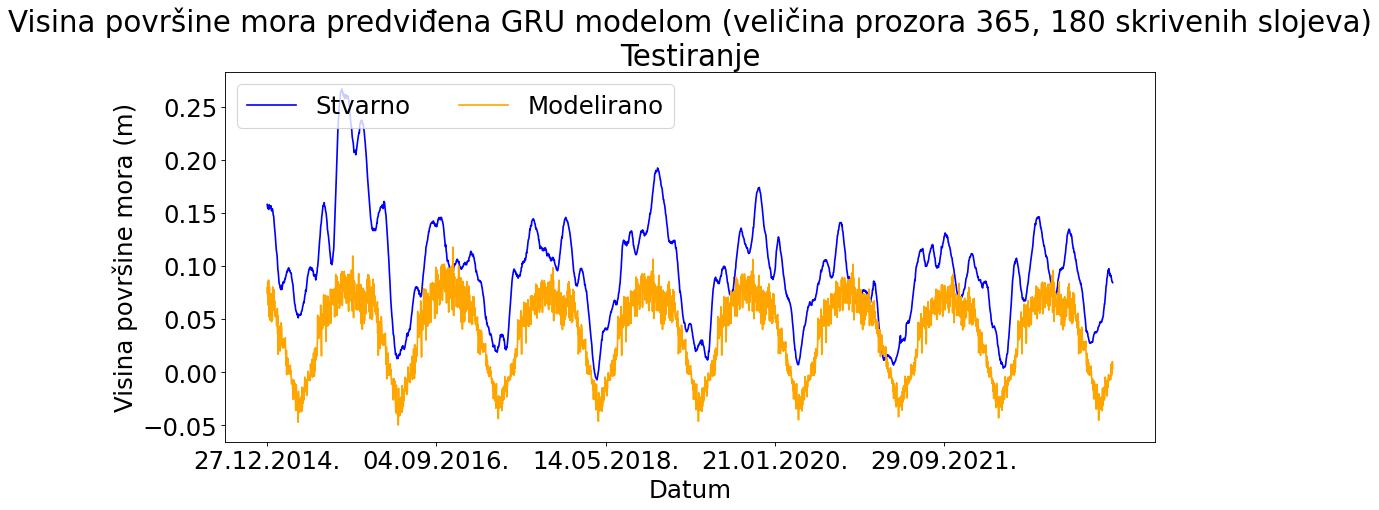 Visina površine mora predviđena GRU modelom (veličina prozora 365, 180 skrivenih slojeva)
Testiranje
Stvarno
Modelirano
Visina površine mora (m)
0.25
0.20
0.15
0.10
0.05
0.00
−0.05
27.12.2014.
04.09.2016.
14.05.2018.
21.01.2020.
29.09.2021.
Datum